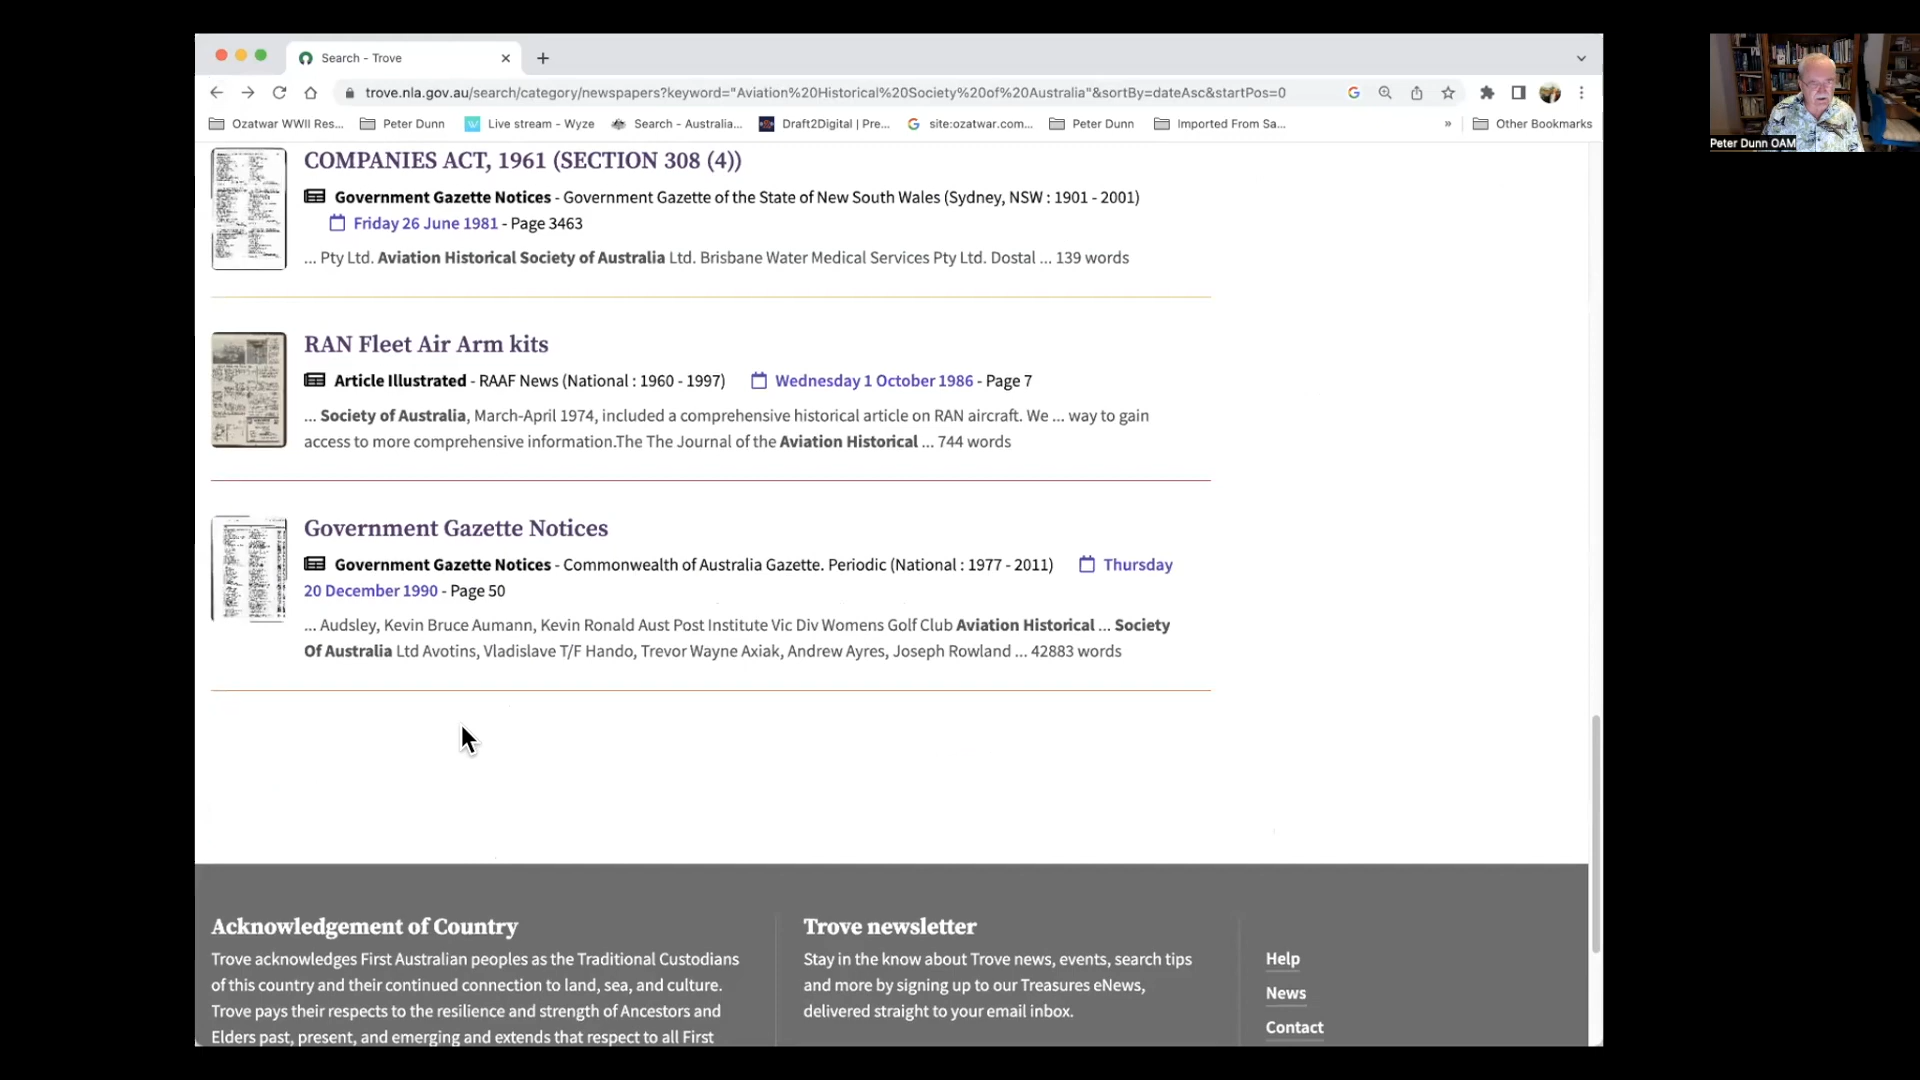 Search - Trove
trove.nla.gov.au/search/category/newspapers?keyword="Aviation%20Historical%20Society%20of%20Australia"&sortBy=dateAsc&startPos=0
Ozatwar WWII Res... Peter Dunn Live stream - Wyze Search - Australia... Draft2Digital | Pre... site:ozatwar.com... Peter Dunn Imported From Sa... » Other Bookmarks
Peter Dunn OAM
COMPANIES ACT, 1961 (SECTION 308 (4))
Government Gazette Notices - Government Gazette of the State of New South Wales (Sydney, NSW : 1901 - 2001)
Friday 26 June 1981 - Page 3463
... Pty Ltd. Aviation Historical Society of Australia Ltd. Brisbane Water Medical Services Pty Ltd. Dostal ... 139 words
RAN Fleet Air Arm kits
Article Illustrated - RAAF News (National : 1960 - 1997) Wednesday 1 October 1986 - Page 7
... Society of Australia, March-April 1974, included a comprehensive historical article on RAN aircraft. We ... way to gain
access to more comprehensive information.The The Journal of the Aviation Historical ... 744 words
Government Gazette Notices
Government Gazette Notices - Commonwealth of Australia Gazette. Periodic (National : 1977 - 2011) Thursday
20 December 1990 - Page 50
... Audsley, Kevin Bruce Aumann, Kevin Ronald Aust Post Institute Vic Div Womens Golf Club Aviation Historical ... Society
Of Australia Ltd Avotins, Vladislave T/F Hando, Trevor Wayne Axiak, Andrew Ayres, Joseph Rowland ... 42883 words
Acknowledgement of Country
Trove acknowledges First Australian peoples as the Traditional Custodians
of this country and their continued connection to land, sea, and culture.
Trove pays their respects to the resilience and strength of Ancestors and
Elders past, present, and emerging and extends that respect to all First
Trove newsletter
Stay in the know about Trove news, events, search tips
and more by signing up to our Treasures eNews,
delivered straight to your email inbox.
Help
News
Contact